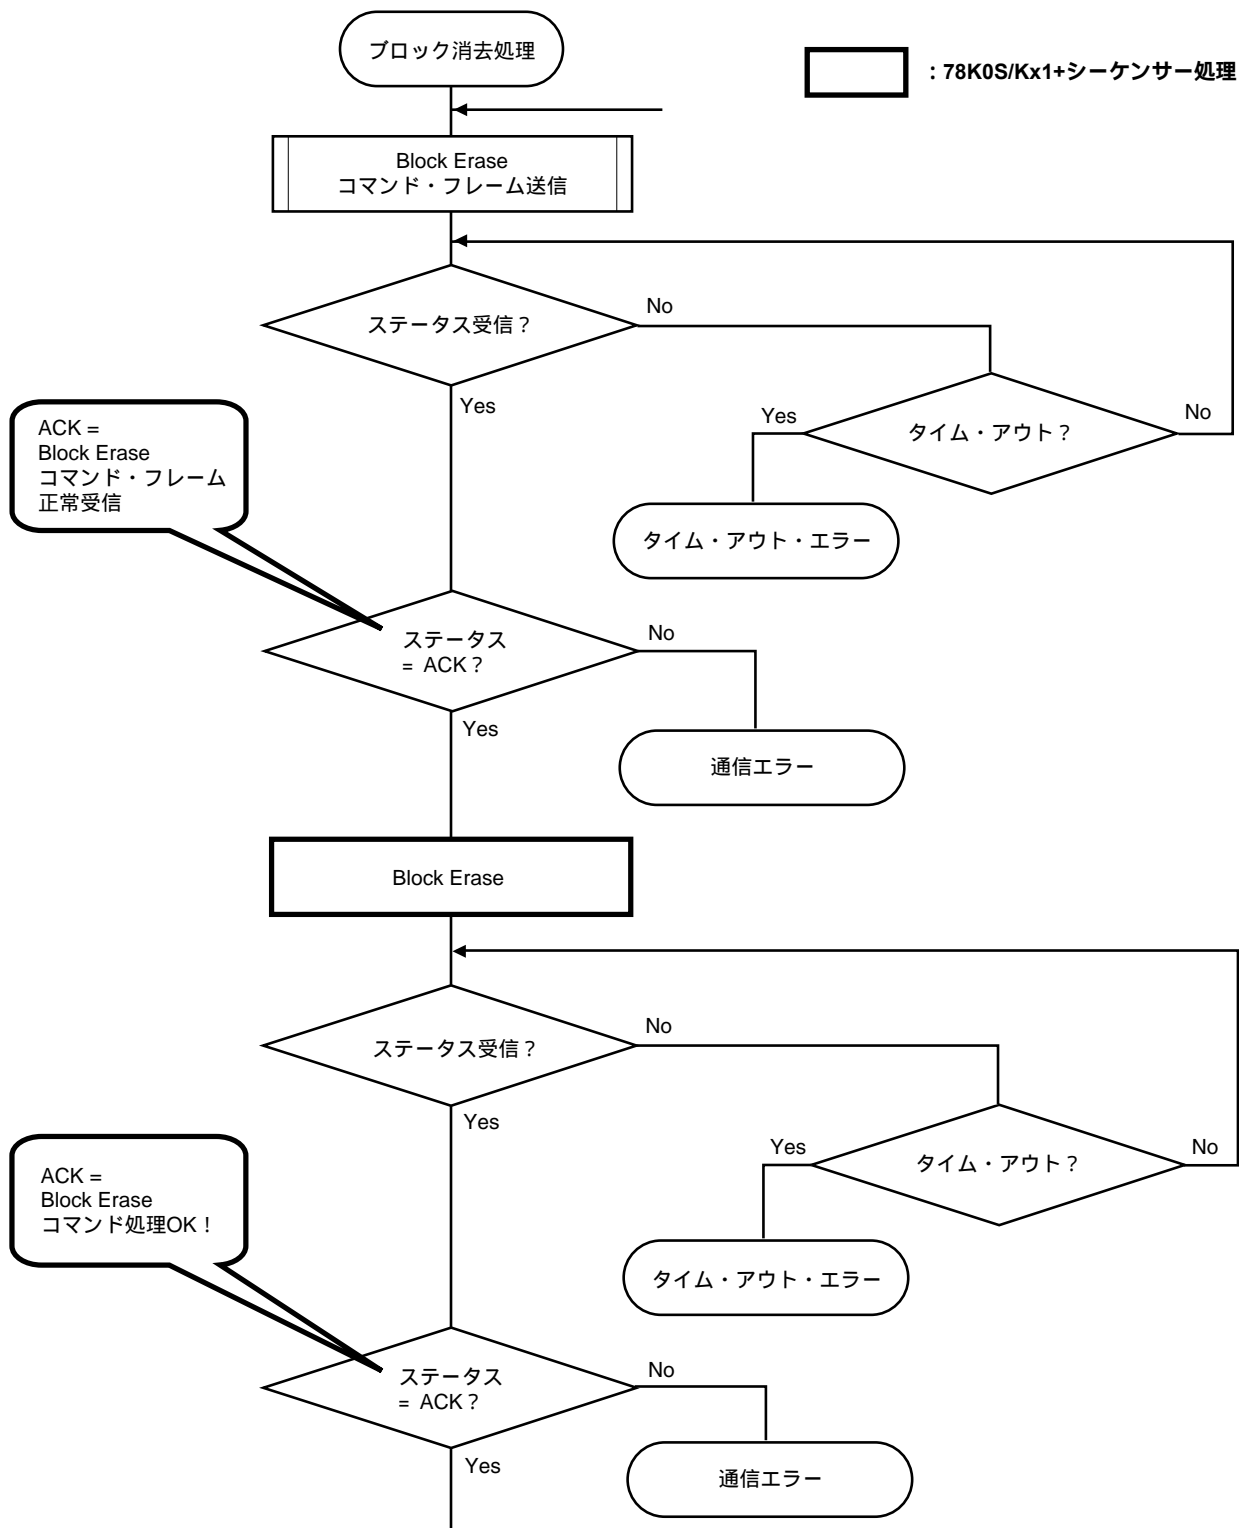 ブロック消去処理
：78K0S/Kx1+シーケンサー処理
Block Erase
コマンド・フレーム送信
ステータス受信？
No
Yes
タイム・アウト？
Yes
No
タイム・アウト・エラー
ACK =
Block Erase
コマンド・フレーム
正常受信
ステータス
= ACK？
No
Yes
通信エラー
Block Erase
ステータス受信？
No
Yes
タイム・アウト？
Yes
No
タイム・アウト・エラー
ACK =
Block Erase
コマンド処理OK！
ステータス
= ACK？
No
Yes
通信エラー